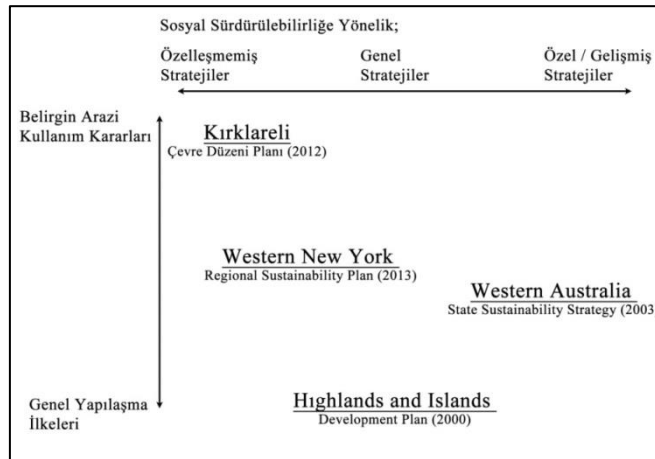 Sosyal Sürdürülebilirliğe Yönelik;
Özelleşmemiş Stratejiler
Genel Stratejiler
Özel / Gelişmiş Stratejiler
Belirgin Arazi
Kullanım Kararları
Kırklareli
Çevre Düzeni Planı (2012)
Western New York
Regional Sustainability Plan (2013)
Western Australia
State Sustainability Strategy (2003
Genel Yapılaşma
İlkeleri
Hıghlands and Islands
Development Plan (2000)